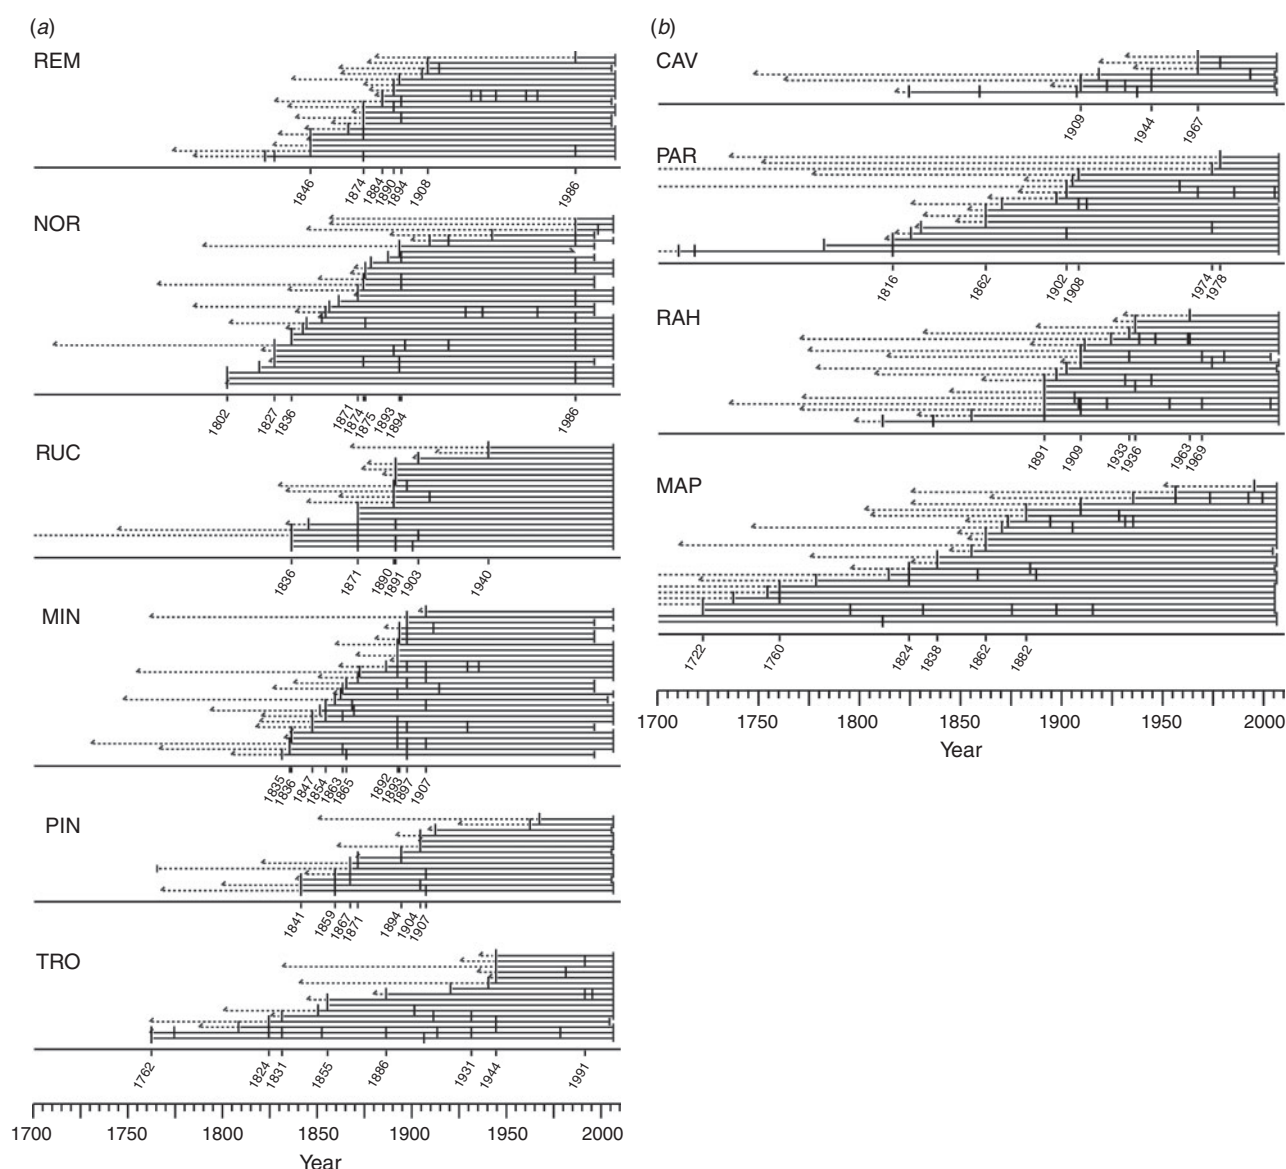 (a)
REM
1846 1874 1884 1890 1894 1908 1986
NOR
1802 1827 1836 1871 1874 1875 1893 1894 1986
RUC
1836 1871 1890 1891 1903 1940
MIN
1835 1836 1847 1854 1863 1865 1892 1893 1897 1907
PIN
1841 1859 1867 1871 1894 1904 1907
TRO
1762 1824 1831 1855 1886 1931 1944 1991
1700 1750 1800 1850 1900 1950 2000
Year
(b)
CAV
1909 1944 1967
PAR
1816 1862 1902 1908 1974 1978
RAH
1891 1909 1933 1936 1963 1969
MAP
1722 1760 1824 1838 1862 1882
1700 1750 1800 1850 1900 1950 2000
Year